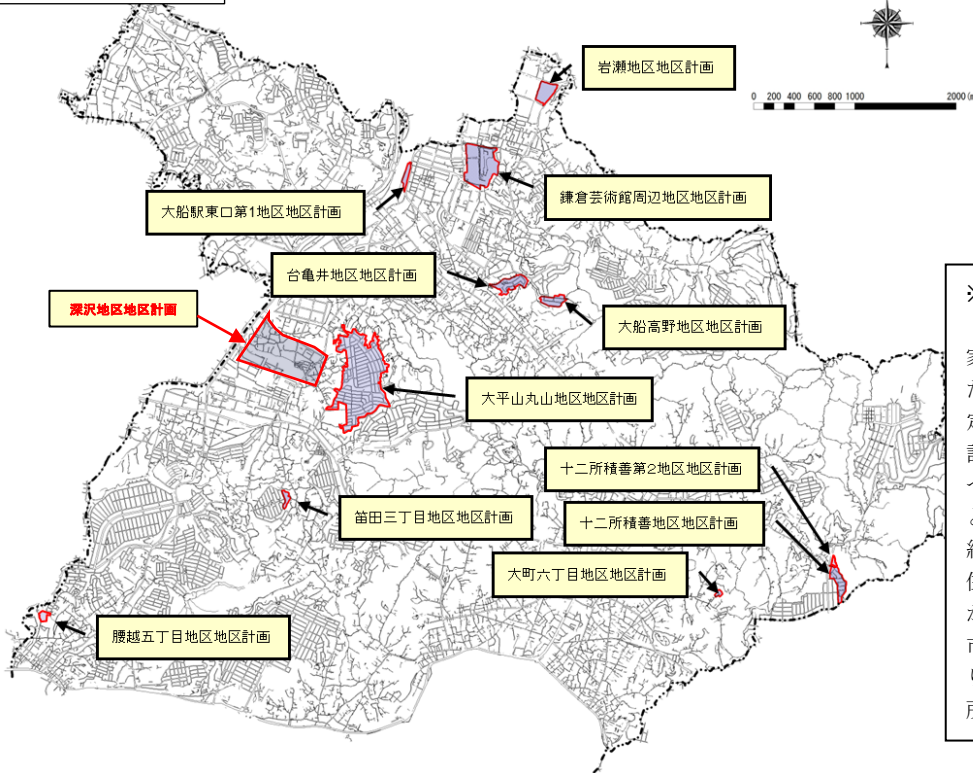 岩瀬地区地区計画
0 200 400 600 800 1000 2000
鎌倉芸術館周辺地区地区計画
大船駅東口第1地区地区計画
台亀井地区地区計画
深沢地区地区計画
大船高野地区地区計画
大平山丸山地区地区計画
十二所積善第2地区地区計画
笛田三丁目地区地区計画
十二所積善地区地区計画
大町六丁目地区地区計画
腰越五丁目地区地区計画